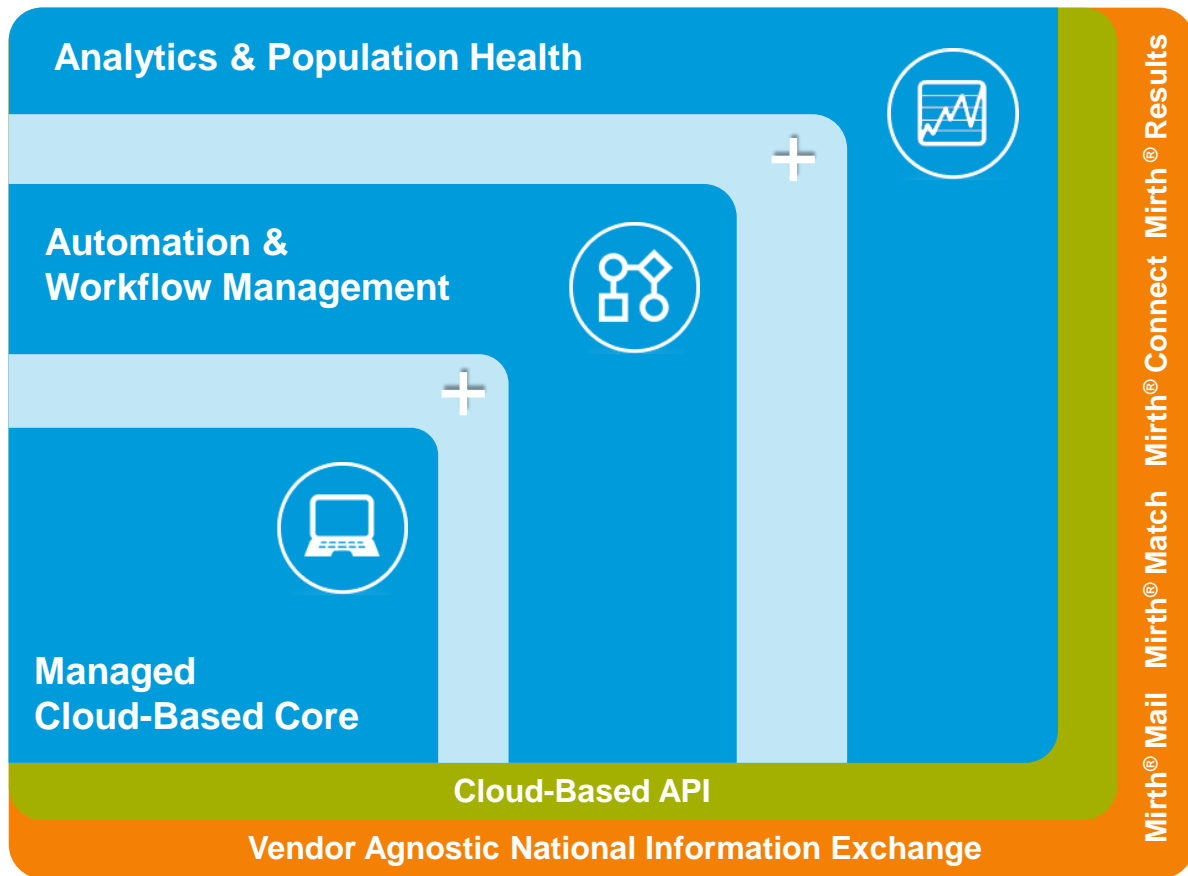 Analytics & Population Health
Automation &
Workflow Management
Managed
Cloud-Based Core
Cloud-Based API
Vendor Agnostic National Information Exchange
Mirth® Mail Mirth® Match Mirth® Connect Mirth® Results